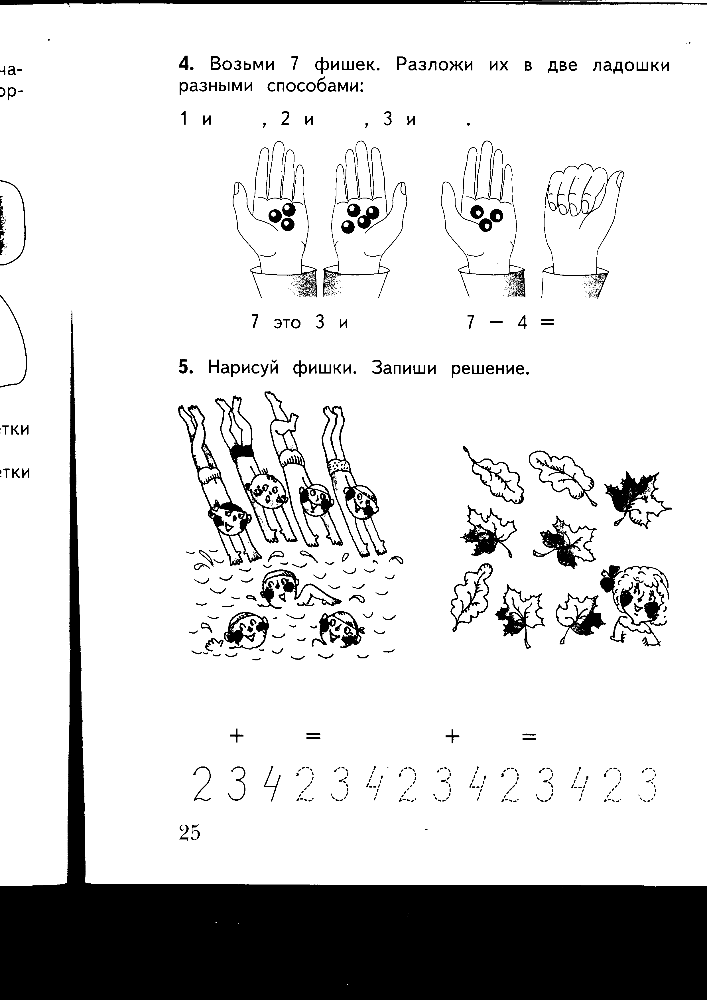 ча-
ор-
етки
етки
4. Возьми 7 фишек. Разложи их в две ладошки
разными способами:
1 и , 2 и , 3 и .
7 это 3 и 7 – 4 =
5. Нарисуй фишки. Запиши решение.
+ = + =
2 3 4 2 3 4 2 3 4 2 3 4 2 3
25